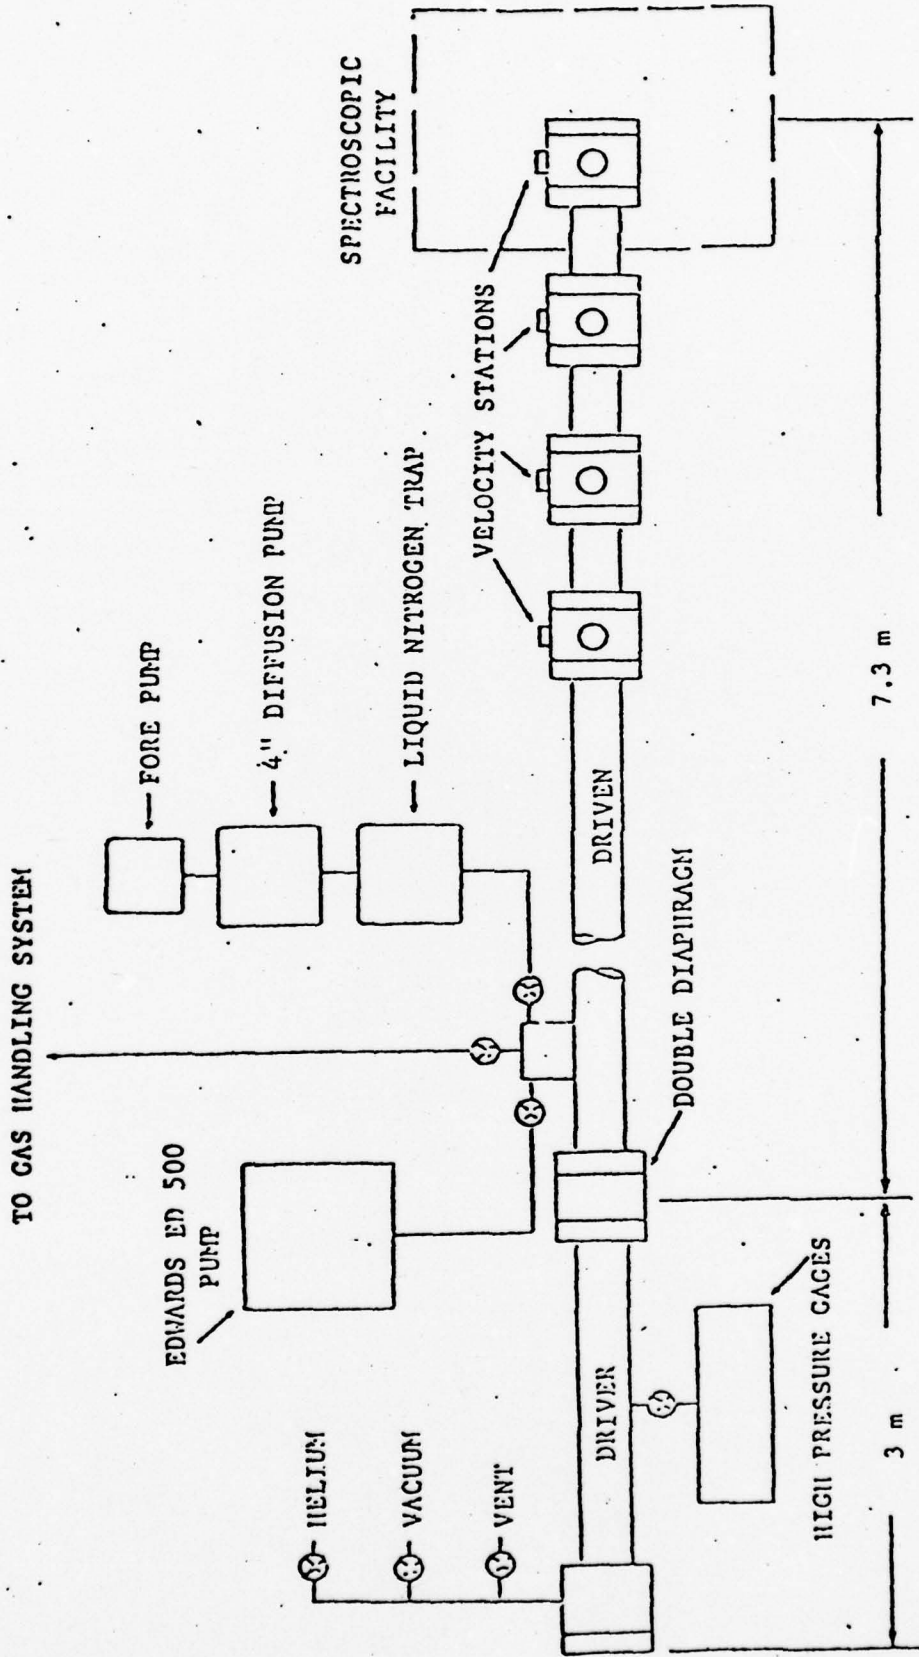 TO GAS HANDLING SYSTEM
FORE PUMP
4" DIFFUSION PUMP
LIQUID NITROGEN TRAP
EDWARDS ED 500
PUMP
SPECTROSCOPIC
FACILITY
VELOCITY STATIONS
HELIUM
VACUUM
VENT
DRIVER
DRIVEN
DOUBLE DIAPHRAGM
HIGH PRESSURE GAGES
3 m
7.3 m